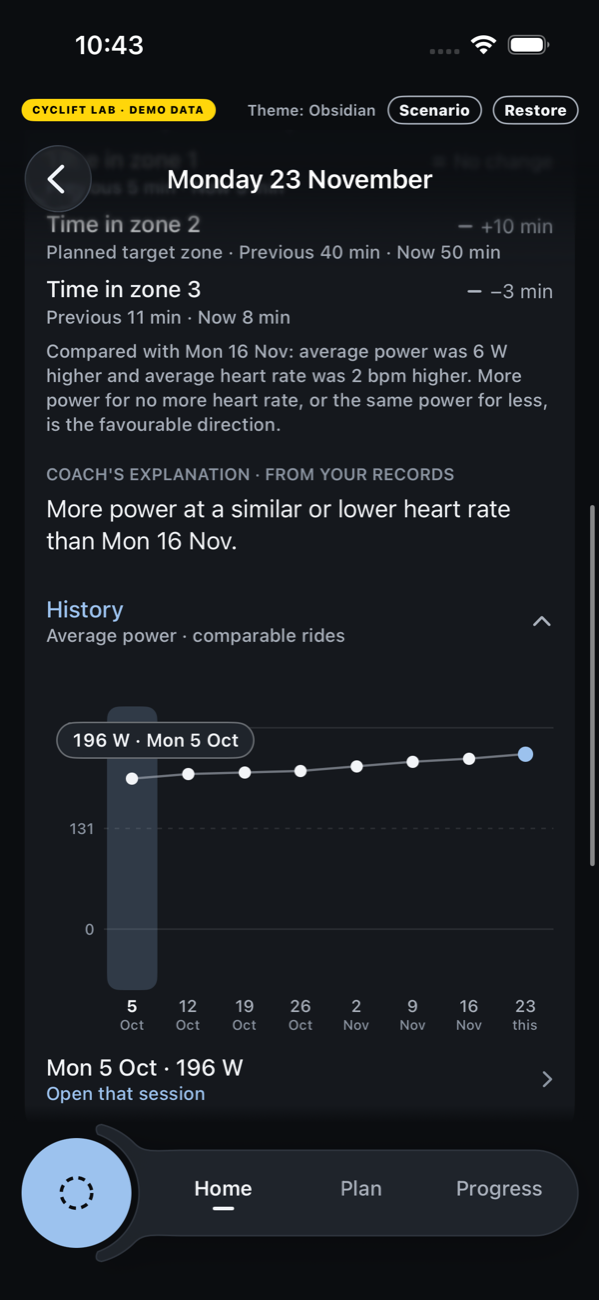 10:43
CYCLIFT LAB · DEMO DATA
Theme: Obsidian
Scenario
Restore
Monday 23 November
Time in zone 2
— +10 min
Planned target zone · Previous 40 min · Now 50 min
Time in zone 3
— −3 min
Previous 11 min · Now 8 min
Compared with Mon 16 Nov: average power was 6 W
higher and average heart rate was 2 bpm higher. More
power for no more heart rate, or the same power for less,
is the favourable direction.
COACH'S EXPLANATION · FROM YOUR RECORDS
More power at a similar or lower heart rate
than Mon 16 Nov.
History
Average power · comparable rides
196 W · Mon 5 Oct
131
0
5 12 19 26 2 9 16 23
Oct Oct Oct Oct Nov Nov Nov this
Mon 5 Oct · 196 W
Open that session
Home
Plan
Progress